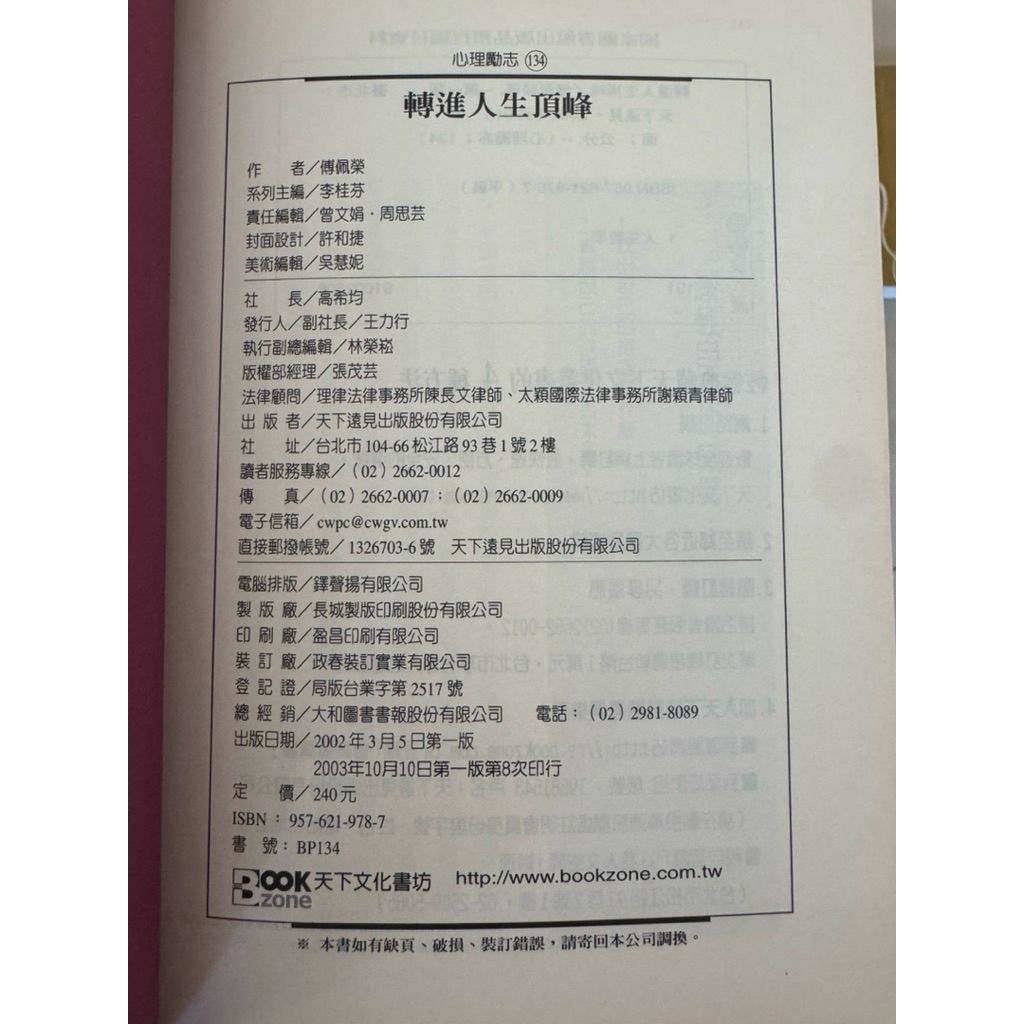 心理勵志 134
轉進人生頂峰
作　者／傅佩榮
系列主編／李桂芬
責任編輯／曾文娟・周思芸
封面設計／許和捷
美術編輯／吳慧妮
社　長／高希均
發行人／副社長／王力行
執行副總編輯／林榮崧
版權部經理／張茂芸
法律顧問／理律法律事務所陳長文律師、太穎國際法律事務所謝穎青律師
出 版 者／天下遠見出版股份有限公司
社　址／台北市 104-66 松江路 93 巷 1 號 2 樓
讀者服務專線／（02）2662-0012
傳　真／（02）2662-0007；（02）2662-0009
電子信箱／cwpc@cwgv.com.tw
直接郵撥帳號／1326703-6 號　天下遠見出版股份有限公司
電腦排版／鐸聲揚有限公司
製 版 廠／長城製版印刷股份有限公司
印 刷 廠／盈昌印刷有限公司
裝 訂 廠／政春裝訂實業有限公司
登 記 證／局版台業字第 2517 號
總 經 銷／大和圖書書報股份有限公司　電話：（02）2981-8089
出版日期／2002 年 3 月 5 日第一版
2003年10月10日第一版第8次印行
定　價／240 元
ISBN：957-621-978-7
書　號：BP134
BOOK zone 天下文化書坊　http://www.bookzone.com.tw
※ 本書如有缺頁、破損、裝訂錯誤，請寄回本公司調換。